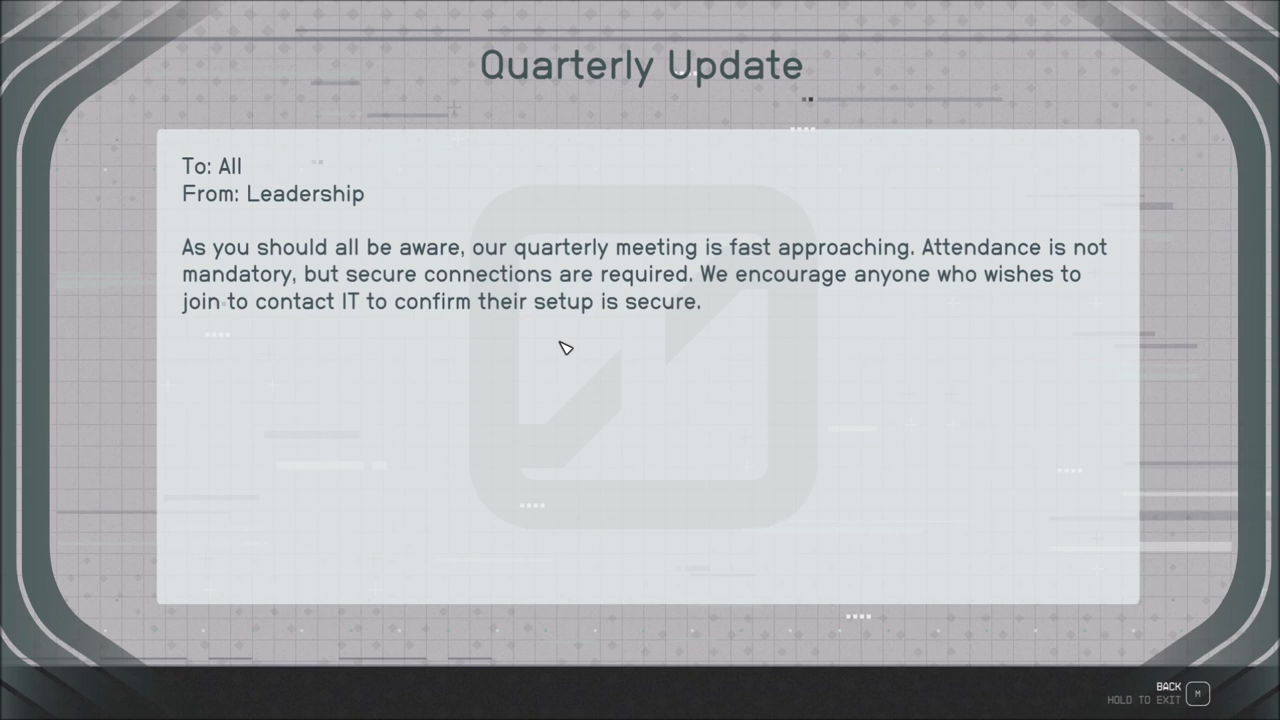 Quarterly Update
To: All
From: Leadership
As you should all be aware, our quarterly meeting is fast approaching. Attendance is not
mandatory, but secure connections are required. We encourage anyone who wishes to
join to contact IT to confirm their setup is secure.
BACK
HOLD TO EXIT
M